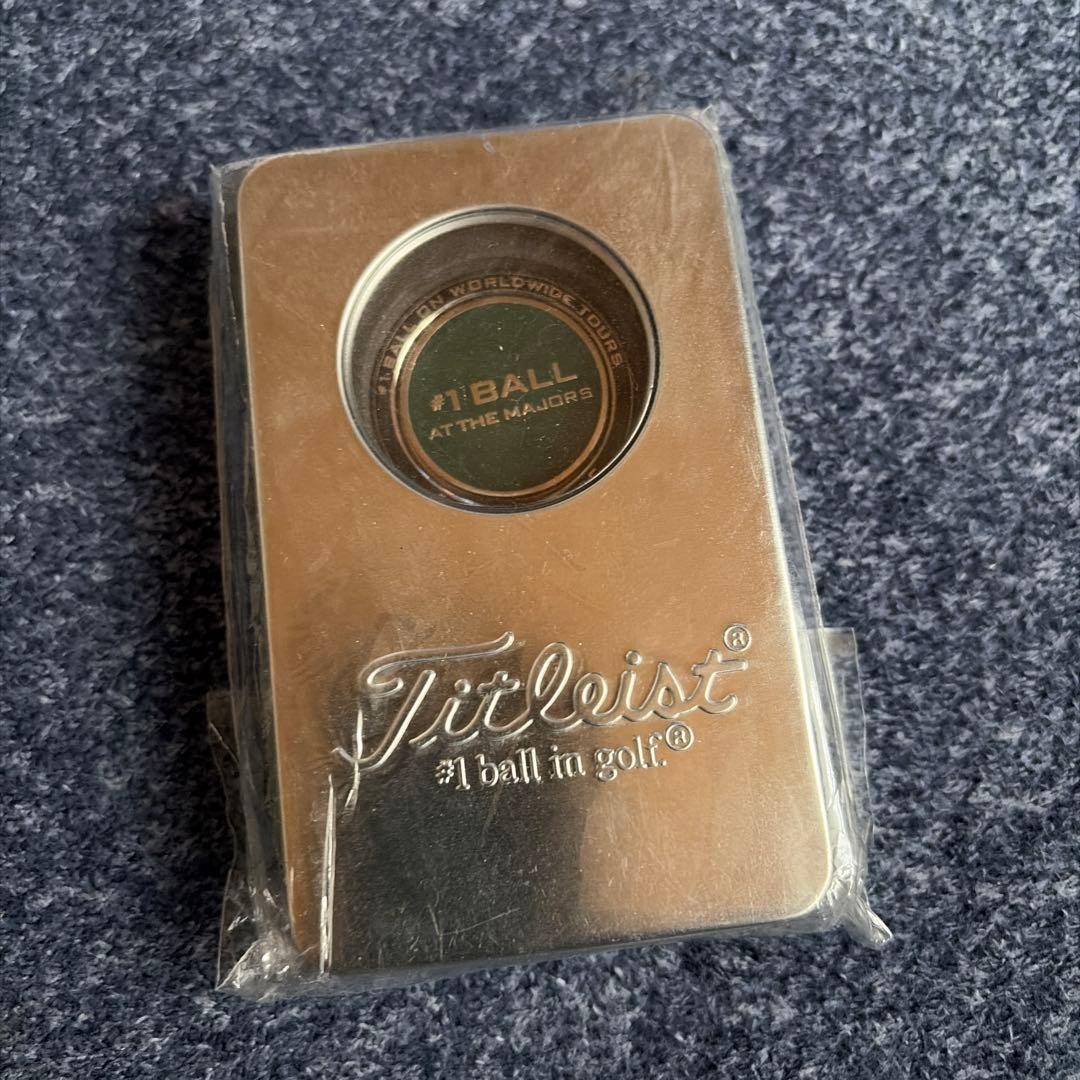 #1 BALL ON WORLDWIDE TOURS
#1 BALL
AT THE MAJORS
Titleist®
#1 ball in golf.®